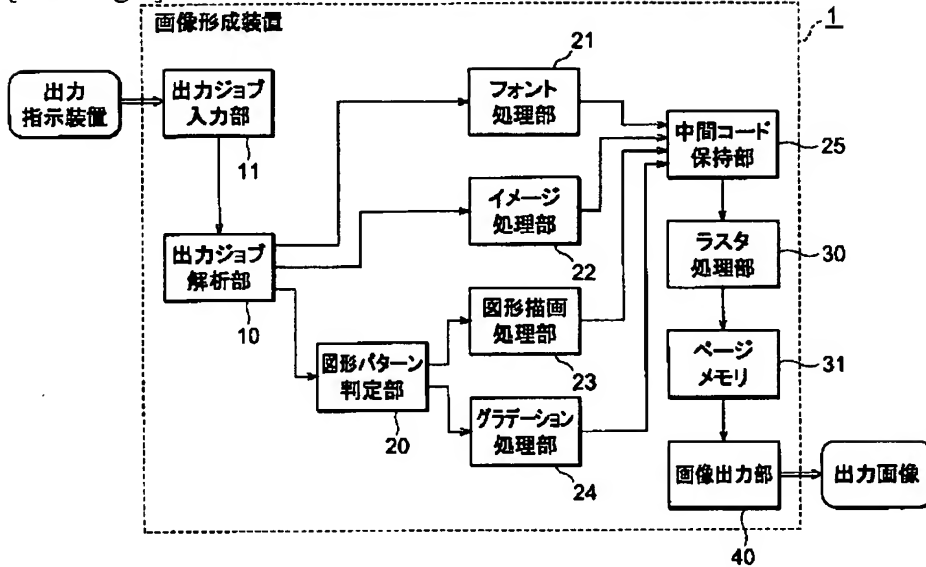 画像形成装置
1
出力
指示装置
出力ジョブ
入力部
11
出力ジョブ
解析部
10
図形パターン
判定部
20
21
フォント
処理部
イメージ
処理部
22
図形描画
処理部
23
グラデーション
処理部
24
中間コード
保持部
25
ラスタ
処理部
30
ページ
メモリ
31
画像出力部
40
出力画像